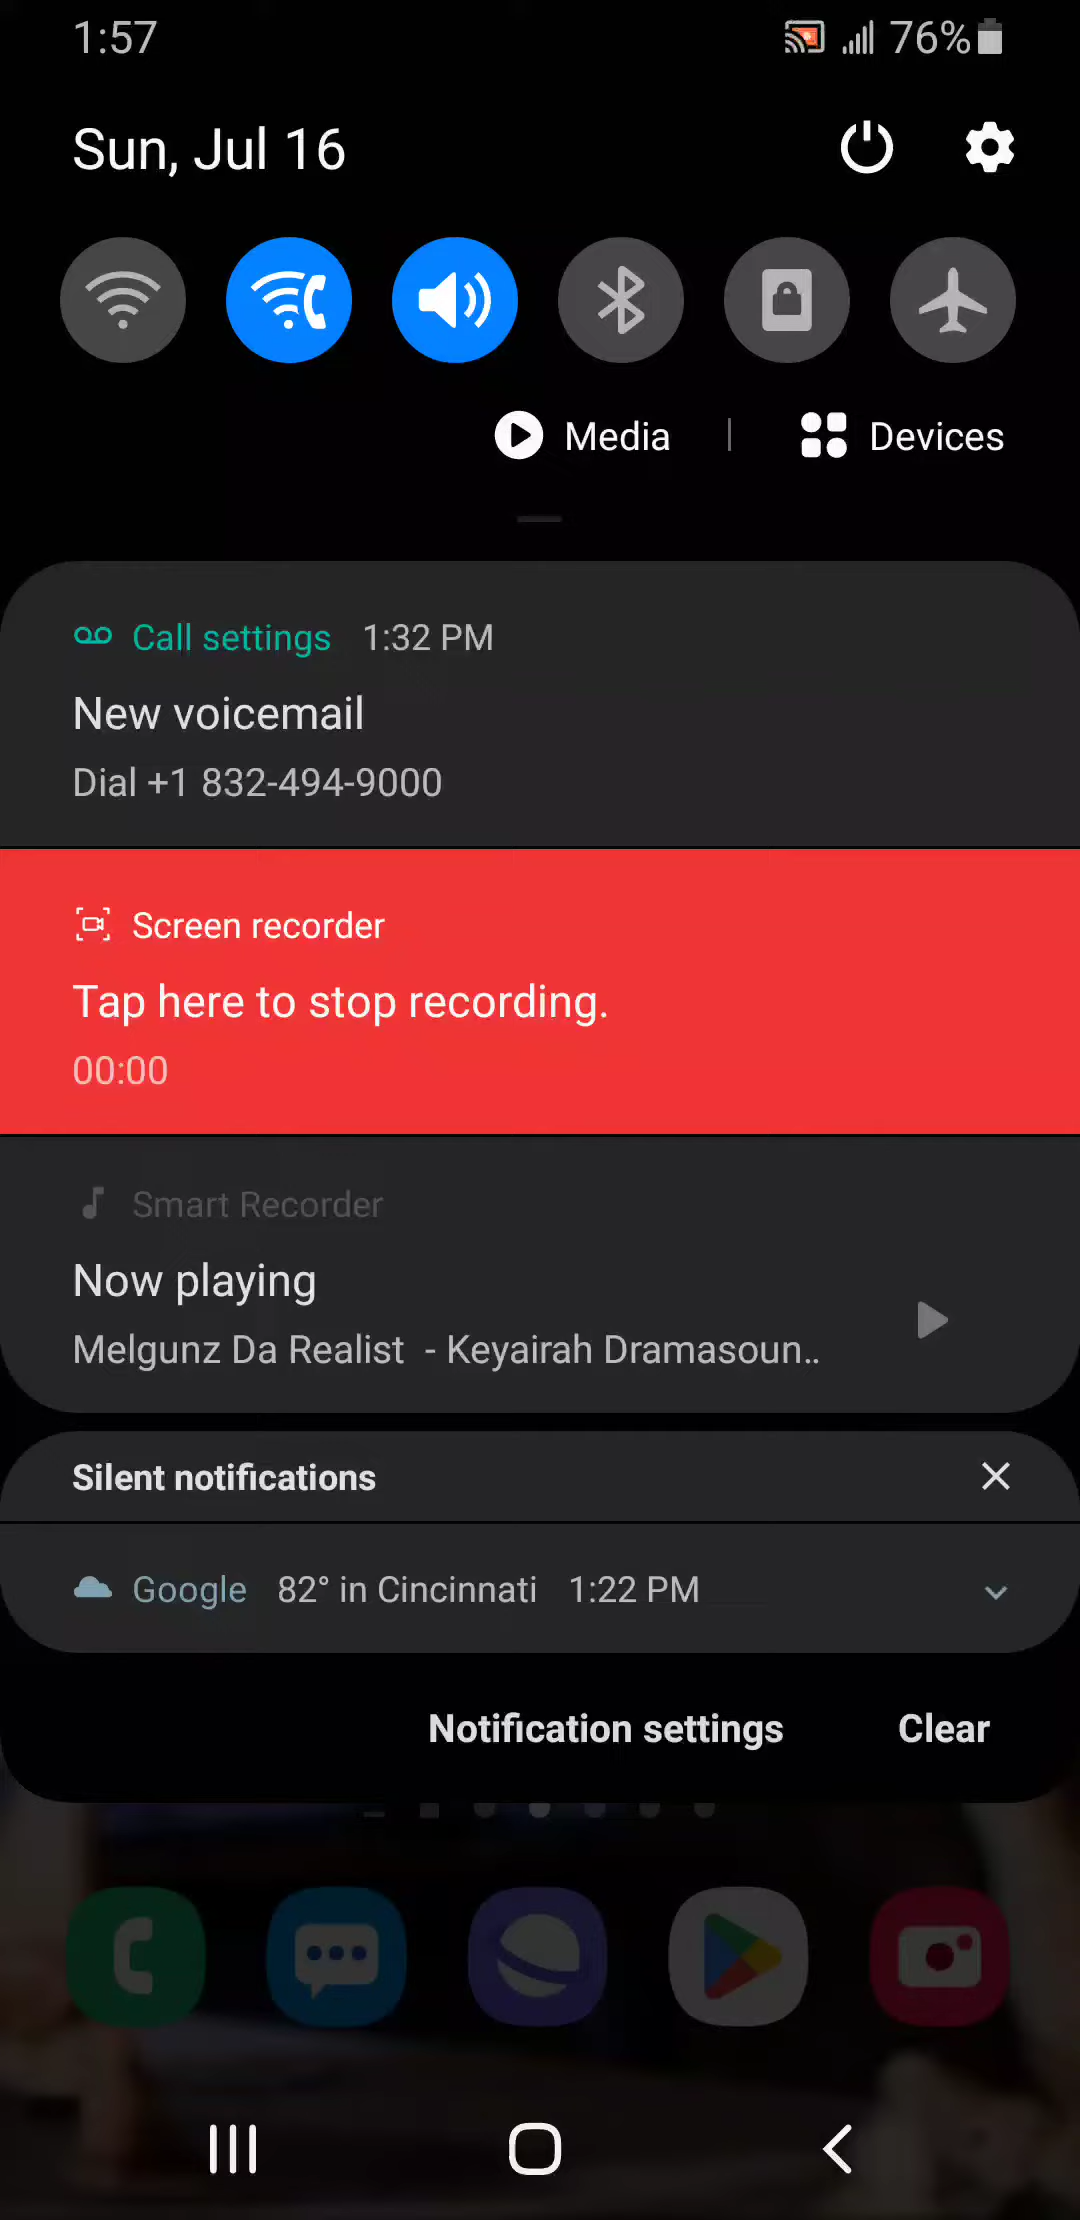 1:57 76%
Sun, Jul 16
Media | Devices
Call settings 1:32 PM
New voicemail
Dial +1 832-494-9000
Screen recorder
Tap here to stop recording.
00:00
Smart Recorder
Now playing
Melgunz Da Realist - Keyairah Dramasoun..
Silent notifications
Google 82° in Cincinnati 1:22 PM
Notification settings Clear